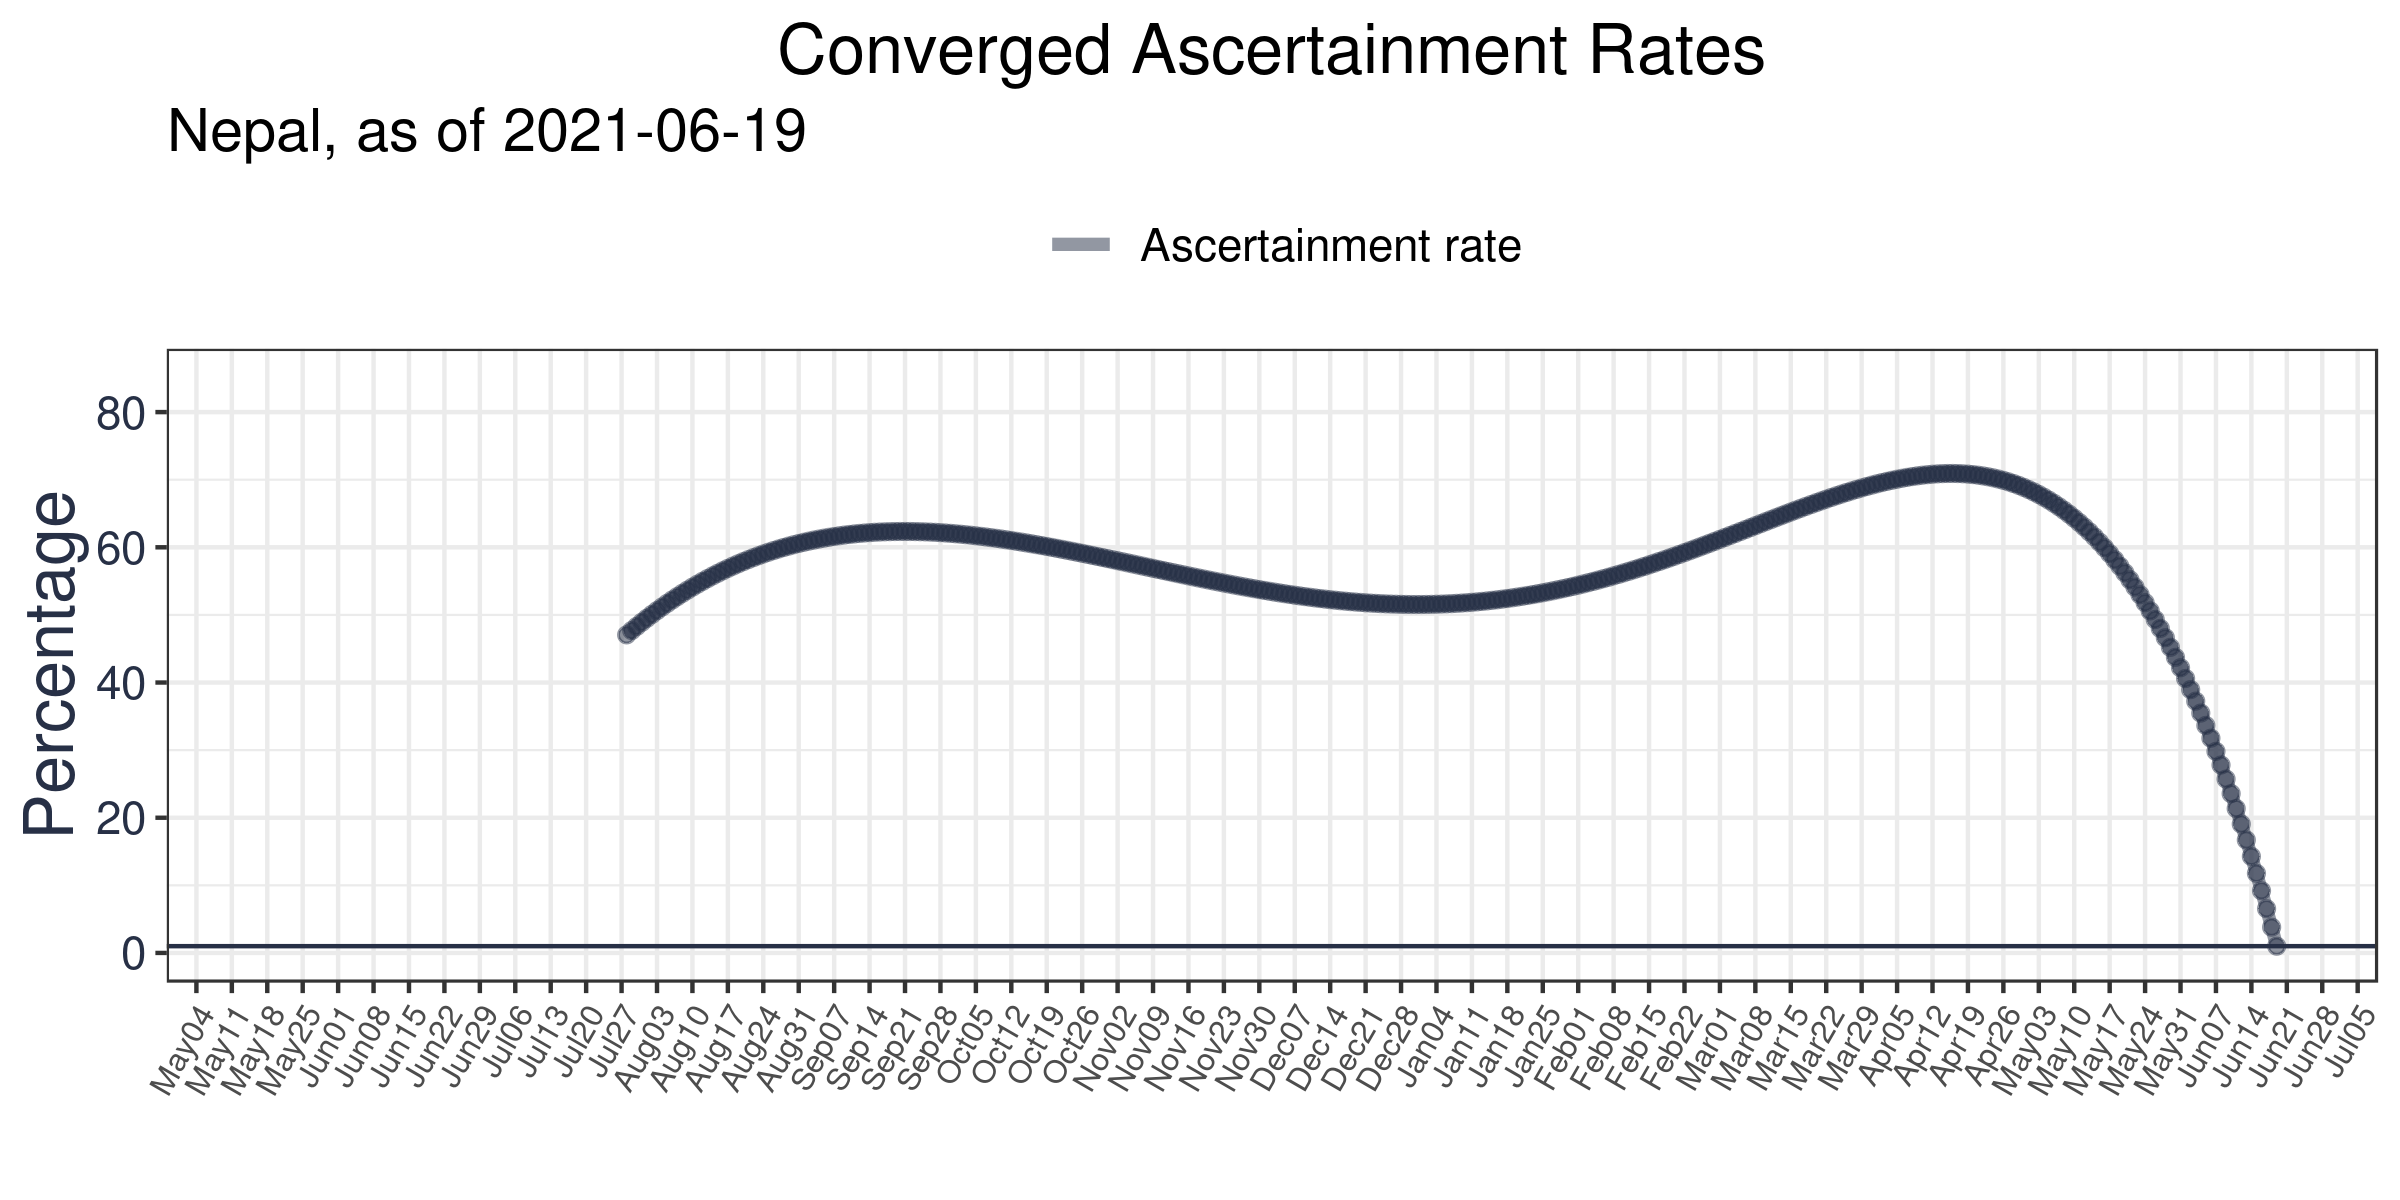 Converged Ascertainment Rates
Nepal, as of 2021-06-19
Ascertainment rate
Percentage
80
60
40
20
0
May04 May11 May18 May25 Jun01 Jun08 Jun15 Jun22 Jun29 Jul06 Jul13 Jul20 Jul27 Aug03 Aug10 Aug17 Aug24 Aug31 Sep07 Sep14 Sep21 Sep28 Oct05 Oct12 Oct19 Oct26 Nov02 Nov09 Nov16 Nov23 Nov30 Dec07 Dec14 Dec21 Dec28 Jan04 Jan11 Jan18 Jan25 Feb01 Feb08 Feb15 Feb22 Mar01 Mar08 Mar15 Mar22 Mar29 Apr05 Apr12 Apr19 Apr26 May03 May10 May17 May24 May31 Jun07 Jun14 Jun21 Jun28 Jul05